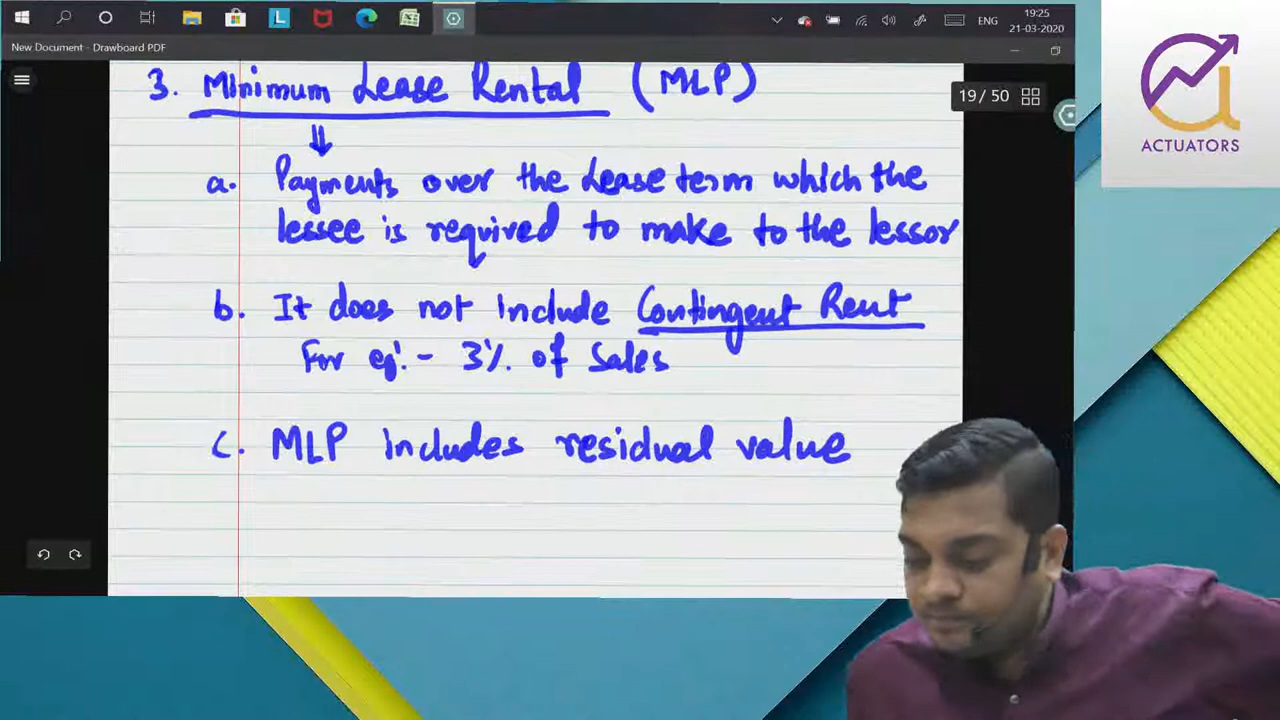 19:25
ENG
21-03-2020
New Document - Drawboard PDF
19 / 50
ACTUATORS
3. Minimum Lease Rental (MLP)
a. Payments over the Lease term which the
lessee is required to make to the lessor
b. It does not include Contingent Rent
For eg:- 3% of Sales
c. MLP includes residual value